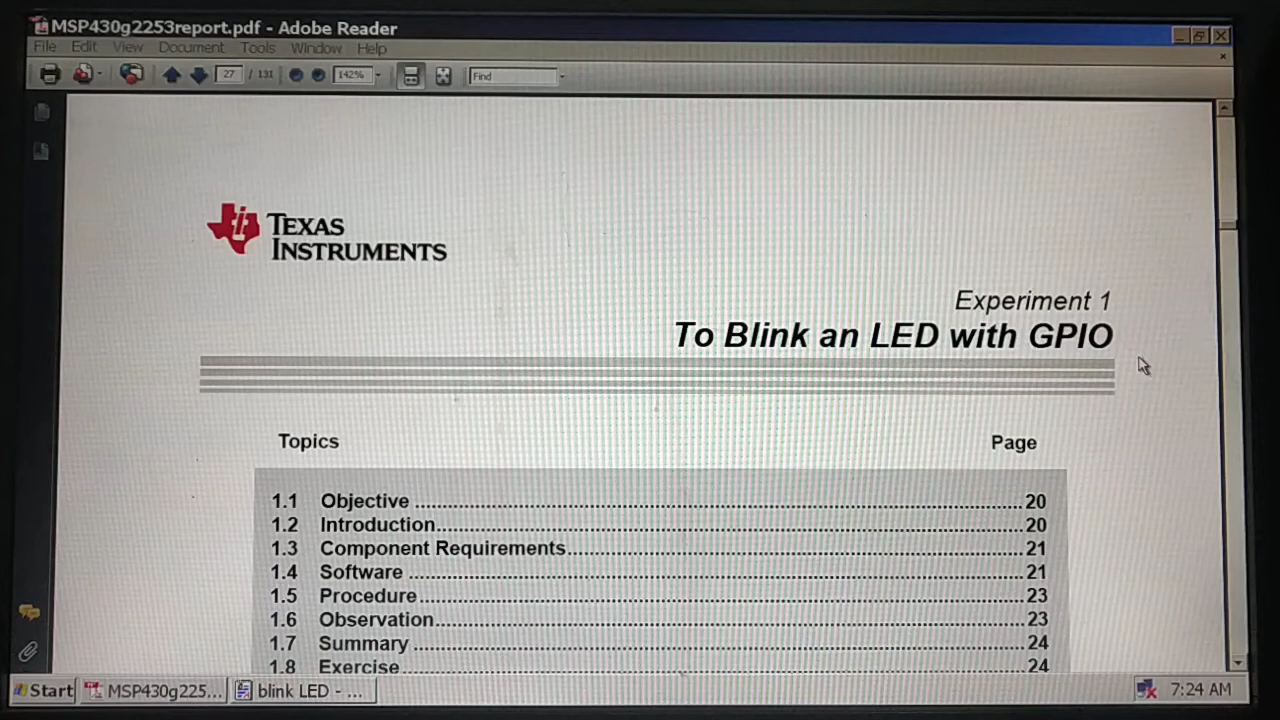 MSP430g2253report.pdf - Adobe Reader
File Edit View Document Tools Window Help
27 / 131 142% Find
TEXAS
INSTRUMENTS
Experiment 1
To Blink an LED with GPIO
Topics Page
1.1 Objective 20
1.2 Introduction 20
1.3 Component Requirements 21
1.4 Software 21
1.5 Procedure 23
1.6 Observation 23
1.7 Summary 24
1.8 Exercise 24
Start MSP430g225... blink LED - ... 7:24 AM